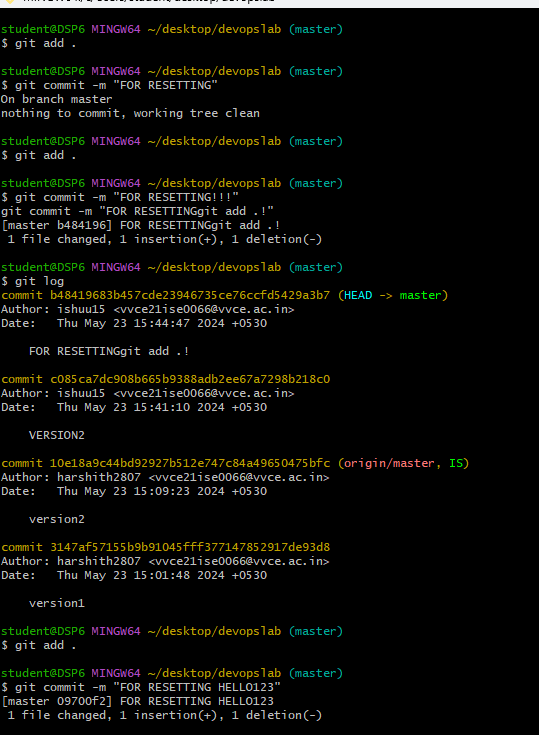 student@DSP6 MINGW64 ~/desktop/devopslab (master)
$ git add .
student@DSP6 MINGW64 ~/desktop/devopslab (master)
$ git commit -m "FOR RESETTING"
On branch master
nothing to commit, working tree clean
student@DSP6 MINGW64 ~/desktop/devopslab (master)
$ git add .
student@DSP6 MINGW64 ~/desktop/devopslab (master)
$ git commit -m "FOR RESETTING!!!"
git commit -m "FOR RESETTINGgit add .!"
[master b484196] FOR RESETTINGgit add .!
 1 file changed, 1 insertion(+), 1 deletion(-)
student@DSP6 MINGW64 ~/desktop/devopslab (master)
$ git log
commit b48419683b457cde23946735ce76ccfd5429a3b7 (HEAD -> master)
Author: ishuu15 <vvce21ise0066@vvce.ac.in>
Date:   Thu May 23 15:44:47 2024 +0530
    FOR RESETTINGgit add .!
commit c085ca7dc908b665b9388adb2ee67a7298b218c0
Author: ishuu15 <vvce21ise0066@vvce.ac.in>
Date:   Thu May 23 15:41:10 2024 +0530
    VERSION2
commit 10e18a9c44bd92927b512e747c84a49650475bfc (origin/master, IS)
Author: harshith2807 <vvce21ise0066@vvce.ac.in>
Date:   Thu May 23 15:09:23 2024 +0530
    version2
commit 3147af57155b9b91045fff377147852917de93d8
Author: harshith2807 <vvce21ise0066@vvce.ac.in>
Date:   Thu May 23 15:01:48 2024 +0530
    version1
student@DSP6 MINGW64 ~/desktop/devopslab (master)
$ git add .
student@DSP6 MINGW64 ~/desktop/devopslab (master)
$ git commit -m "FOR RESETTING HELLO123"
[master 09700f2] FOR RESETTING HELLO123
 1 file changed, 1 insertion(+), 1 deletion(-)